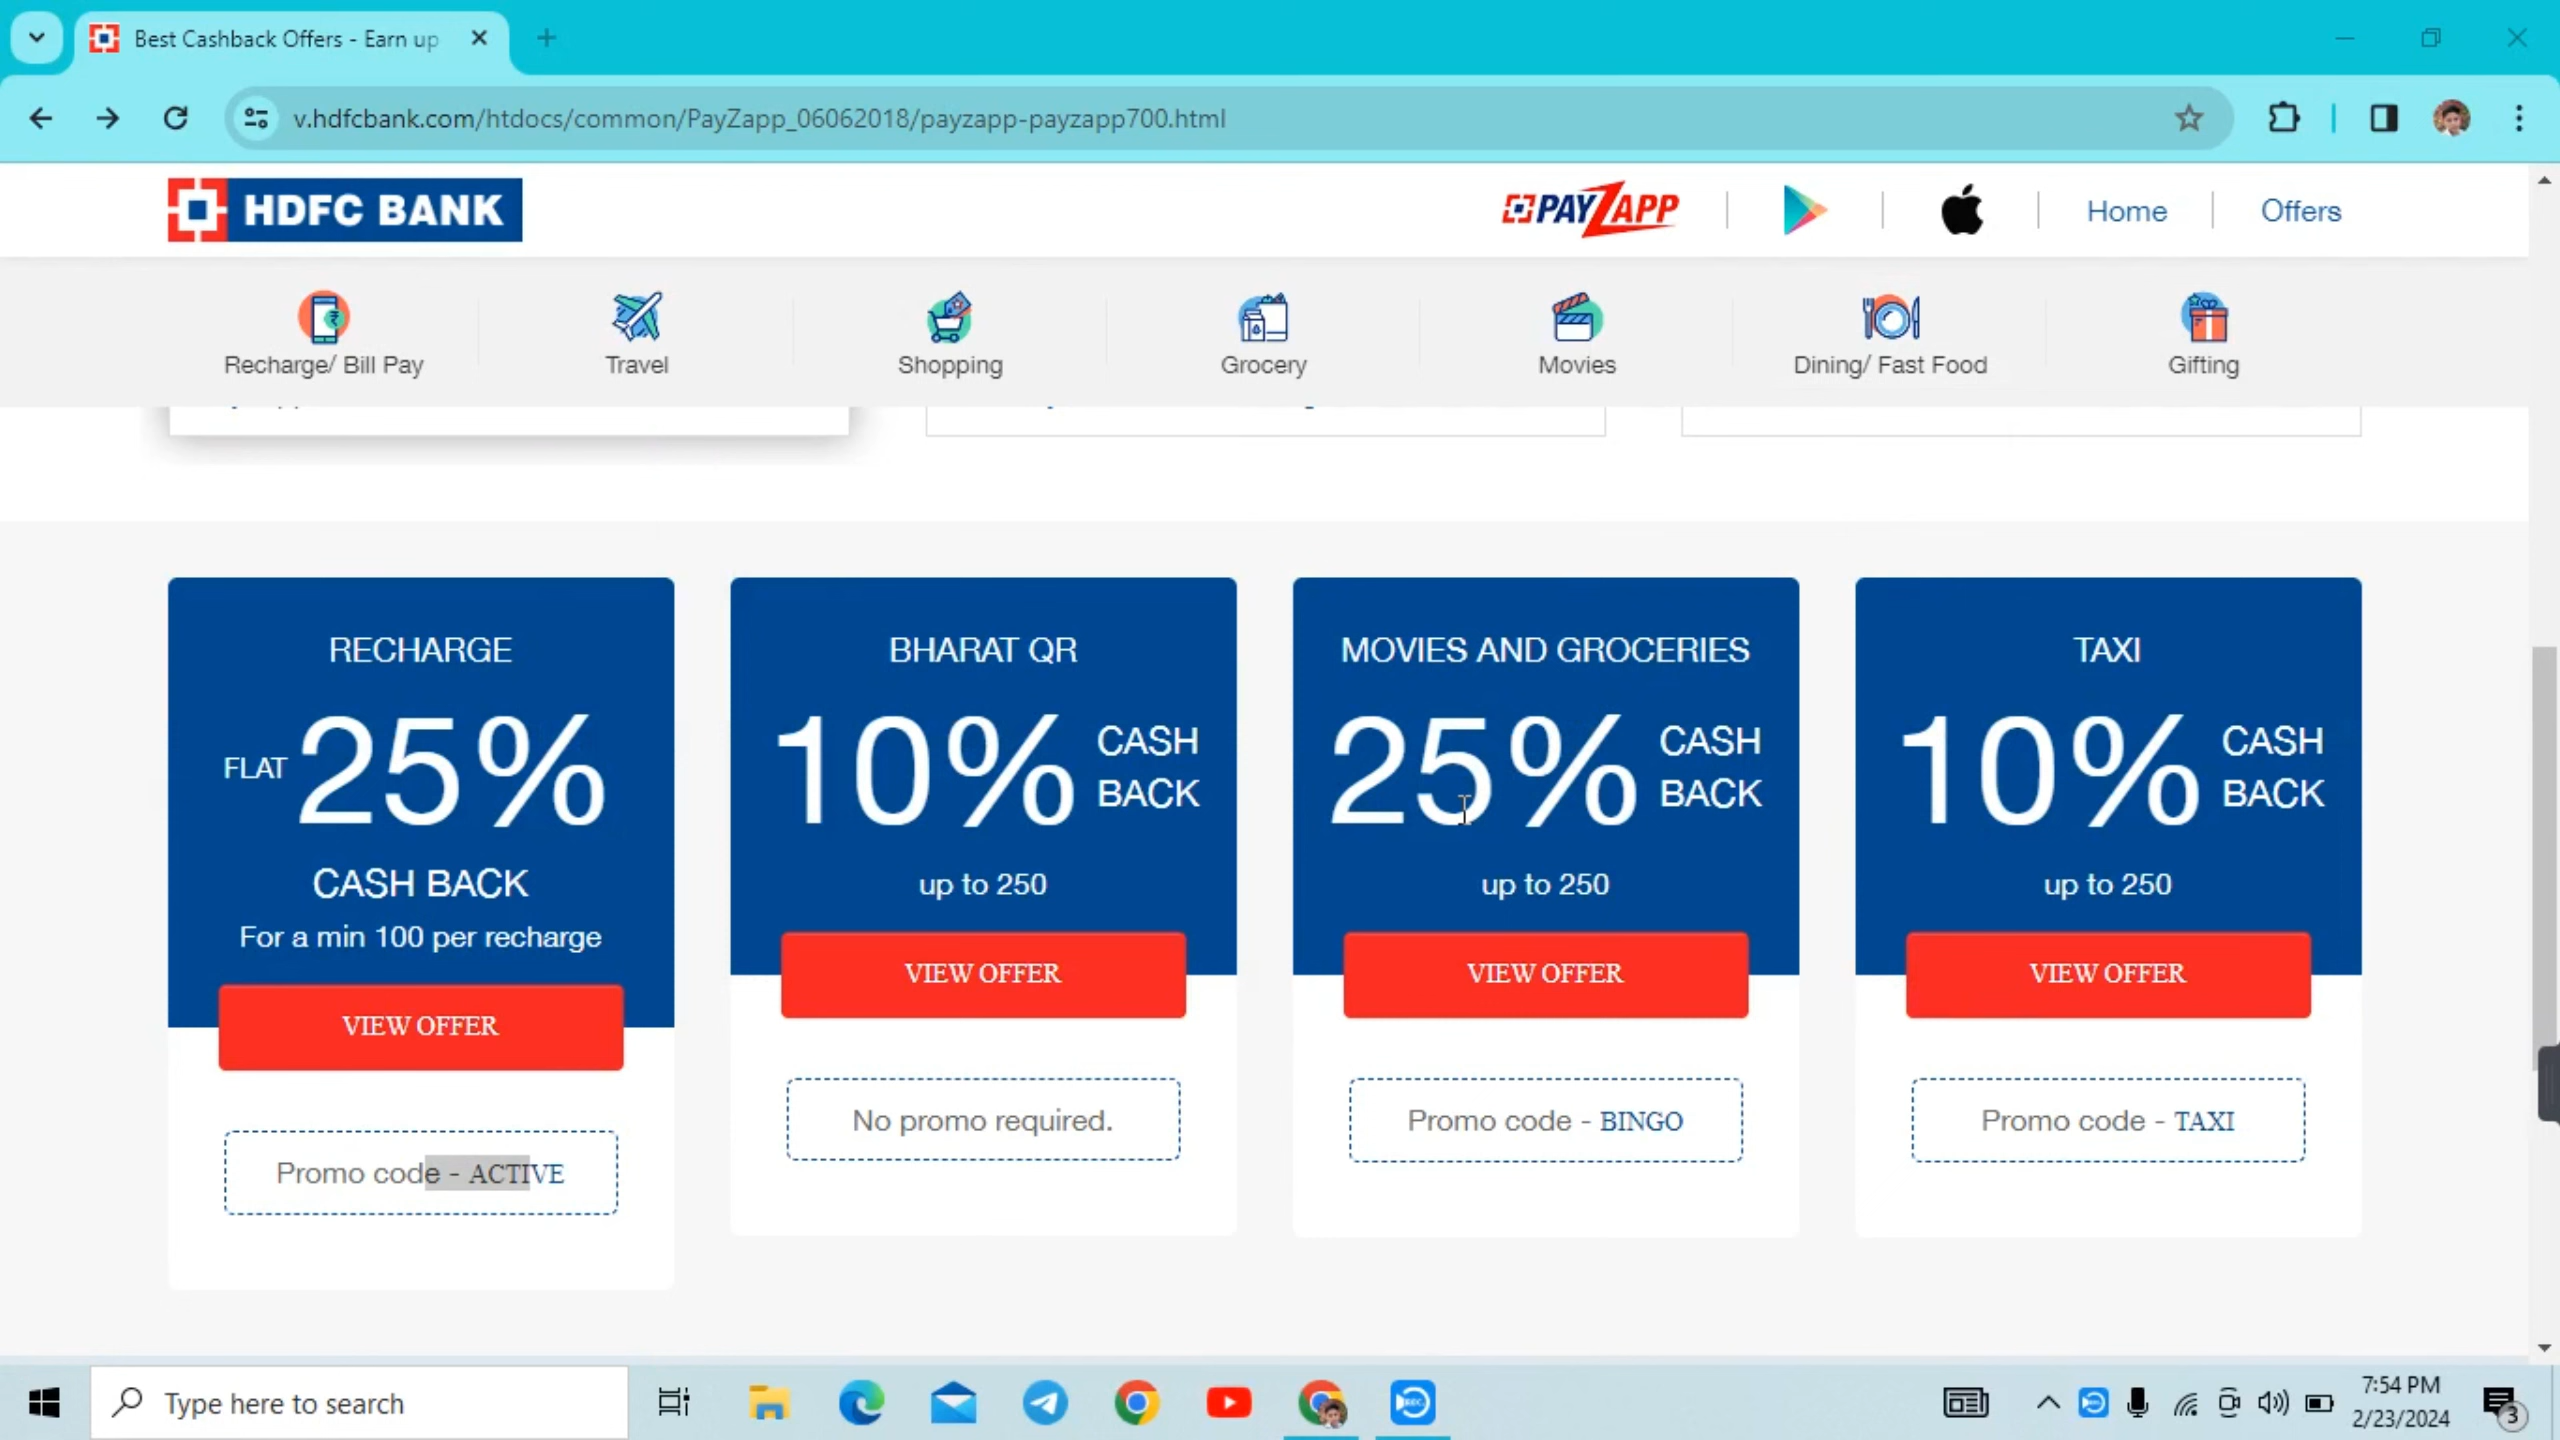 Best Cashback Offers - Earn up
v.hdfcbank.com/htdocs/common/PayZapp_06062018/payzapp-payzapp700.html
HDFC BANK
PAYZAPP
Home
Offers
Recharge/ Bill Pay
Travel
Shopping
Grocery
Movies
Dining/ Fast Food
Gifting
RECHARGE
FLAT 25%
CASH BACK
For a min 100 per recharge
VIEW OFFER
Promo code - ACTIVE
BHARAT QR
10% CASH
BACK
up to 250
VIEW OFFER
No promo required.
MOVIES AND GROCERIES
25% CASH
BACK
up to 250
VIEW OFFER
Promo code - BINGO
TAXI
10% CASH
BACK
up to 250
VIEW OFFER
Promo code - TAXI
Type here to search
7:54 PM
2/23/2024
3